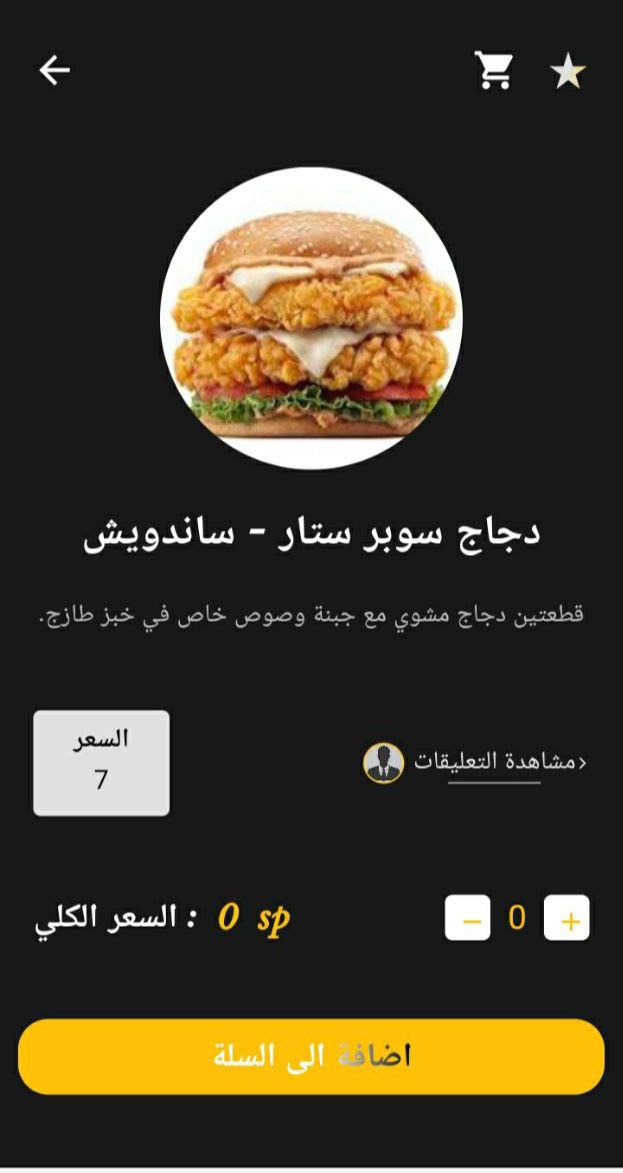 دجاج سوبر ستار - ساندويش
قطعتين دجاج مشوي مع جبنة وصوص خاص في خبز طازج.
السعر
7
مشاهدة التعليقات
السعر الكلي : 0 sp
- 0 +
اضافة الى السلة